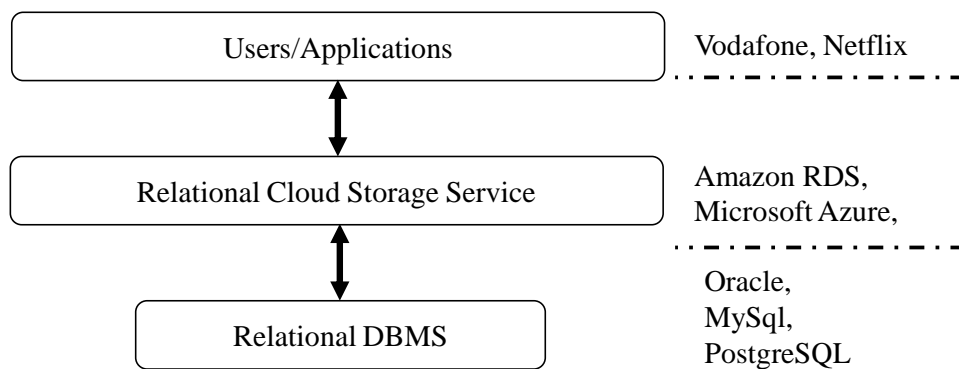 Users/Applications
Vodafone, Netflix
Relational Cloud Storage Service
Amazon RDS,
Microsoft Azure,
Relational DBMS
Oracle,
MySql,
PostgreSQL